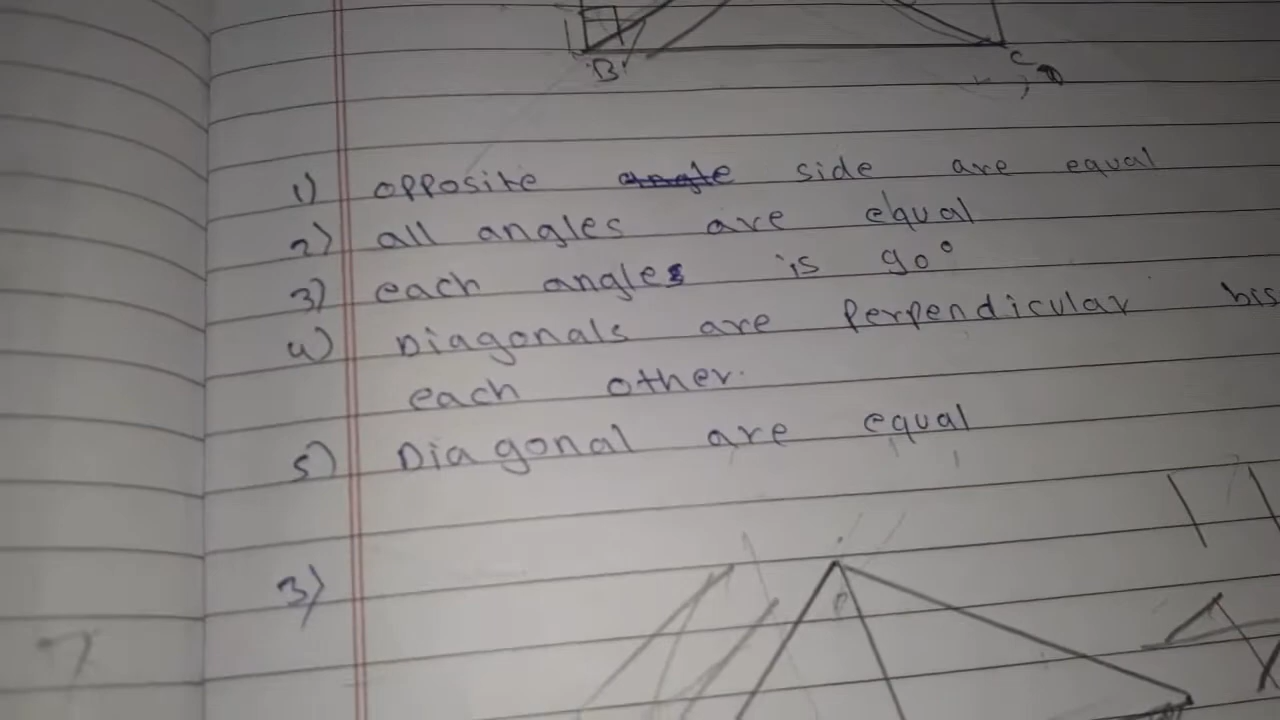 B
C
1) opposite angle side are equal
2) all angles are equal
3) each angles is 90°
4) Diagonals are perpendicular bis
each other.
5) Diagonal are equal
3)